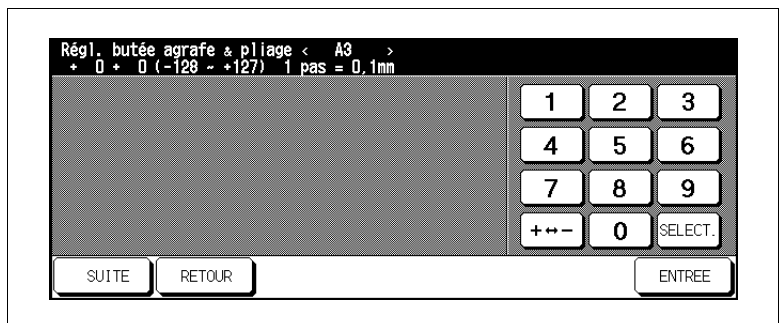 Régl. butée agrafe & pliage < A3 >
+ 0 + 0 (-128 ~ +127) 1 pas = 0,1mm
1 2 3
4 5 6
7 8 9
+↔− 0 SELECT.
SUITE RETOUR ENTREE